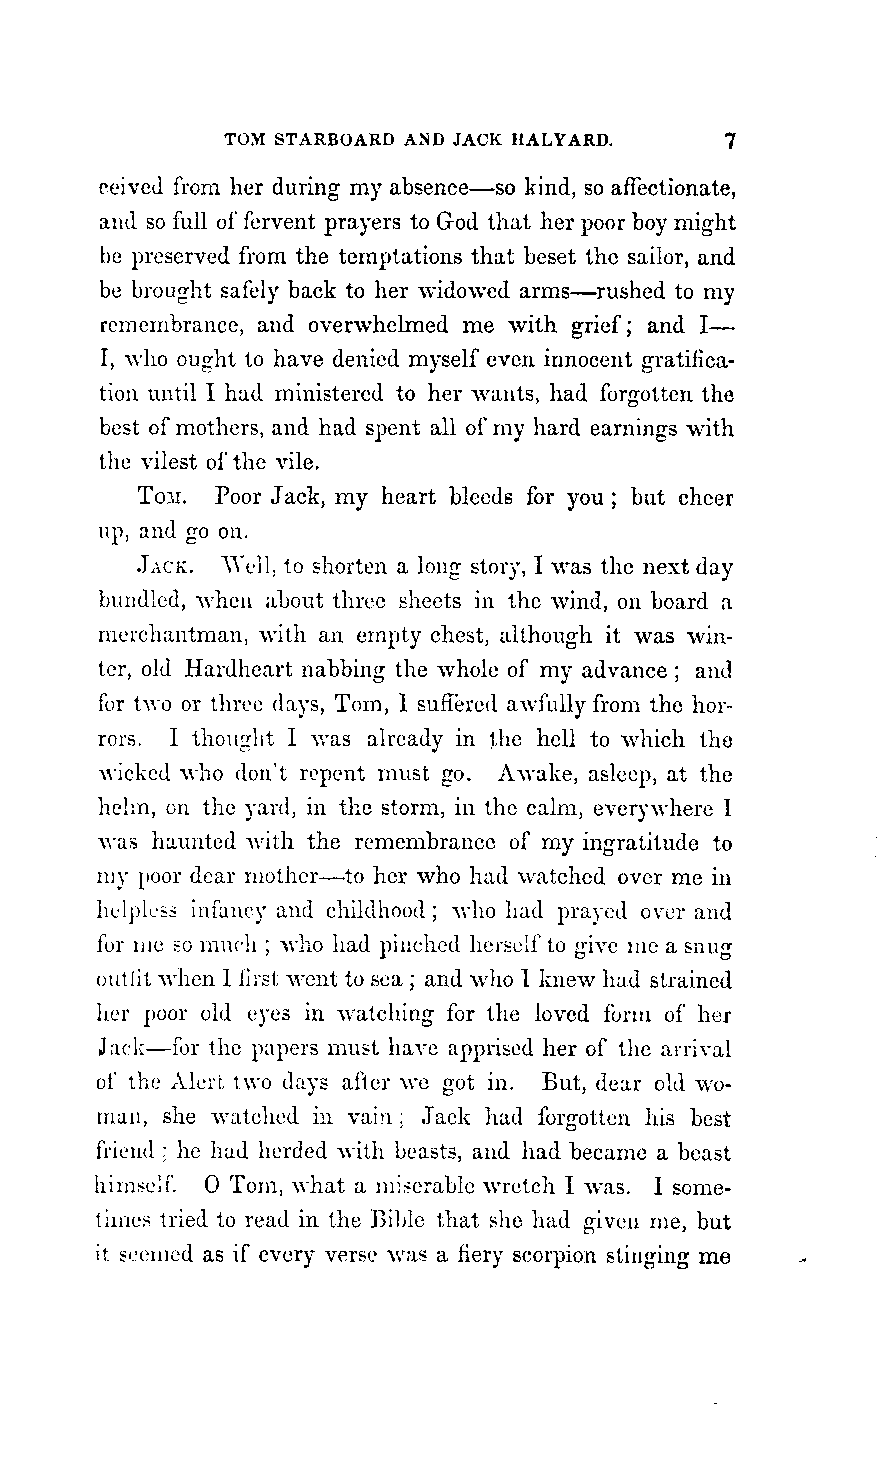 TOM STARBOARD AND JACK HALYARD. 7
ceived from her during my absence—so kind, so affectionate,
and so full of fervent prayers to God that her poor boy might
be preserved from the temptations that beset the sailor, and
be brought safely back to her widowed arms—rushed to my
remembrance, and overwhelmed me with grief; and I—
I, who ought to have denied myself even innocent gratifica-
tion until I had ministered to her wants, had forgotten the
best of mothers, and had spent all of my hard earnings with
the vilest of the vile.
TOM. Poor Jack, my heart bleeds for you; but cheer
up, and go on.
JACK. Well, to shorten a long story, I was the next day
bundled, when about three sheets in the wind, on board a
merchantman, with an empty chest, although it was win-
ter, old Hardheart nabbing the whole of my advance; and
for two or three days, Tom, I suffered awfully from the hor-
rors. I thought I was already in the hell to which the
wicked who don't repent must go. Awake, asleep, at the
helm, on the yard, in the storm, in the calm, everywhere I
was haunted with the remembrance of my ingratitude to
my poor dear mother—to her who had watched over me in
helpless infancy and childhood; who had prayed over and
for me so much; who had pinched herself to give me a snug
outfit when I first went to sea; and who I knew had strained
her poor old eyes in watching for the loved form of her
Jack—for the papers must have apprised her of the arrival
of the Alert two days after we got in. But, dear old wo-
man, she watched in vain; Jack had forgotten his best
friend; he had herded with beasts, and had became a beast
himself. O Tom, what a miserable wretch I was. I some-
times tried to read in the Bible that she had given me, but
it seemed as if every verse was a fiery scorpion stinging me